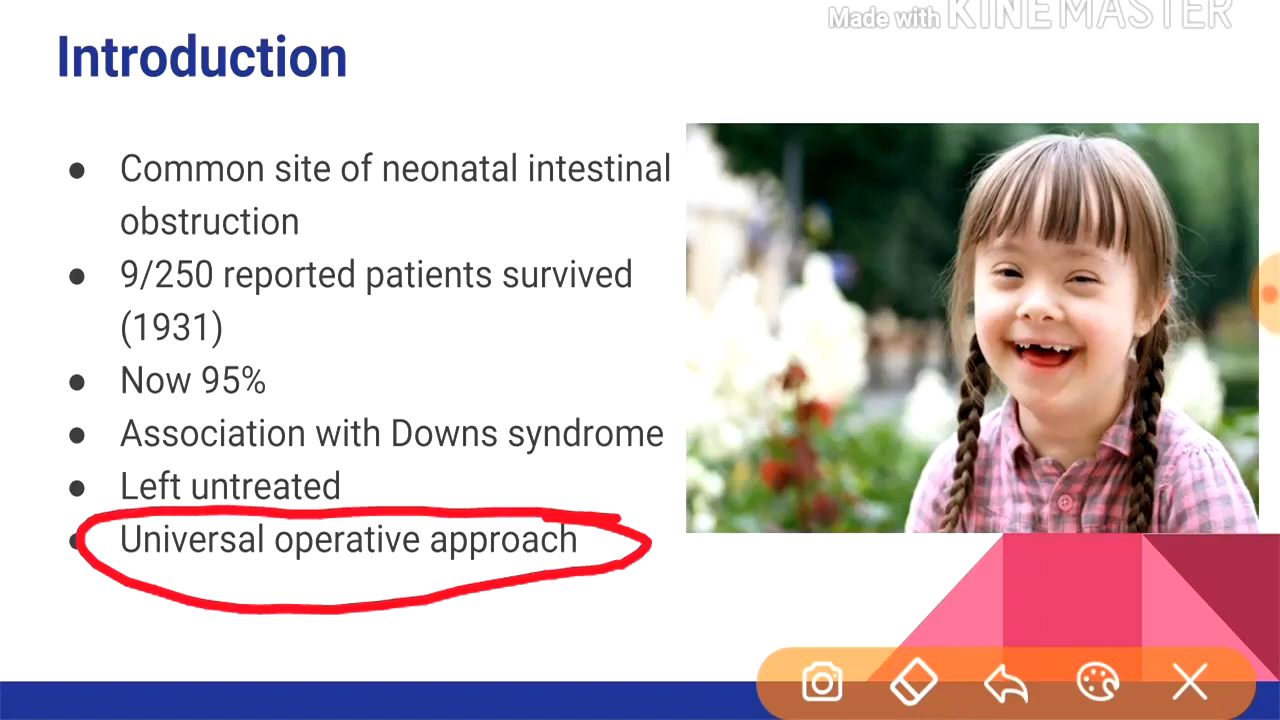 Made with KINEMASTER
Introduction
● Common site of neonatal intestinal
obstruction
● 9/250 reported patients survived
(1931)
● Now 95%
● Association with Downs syndrome
● Left untreated
● Universal operative approach